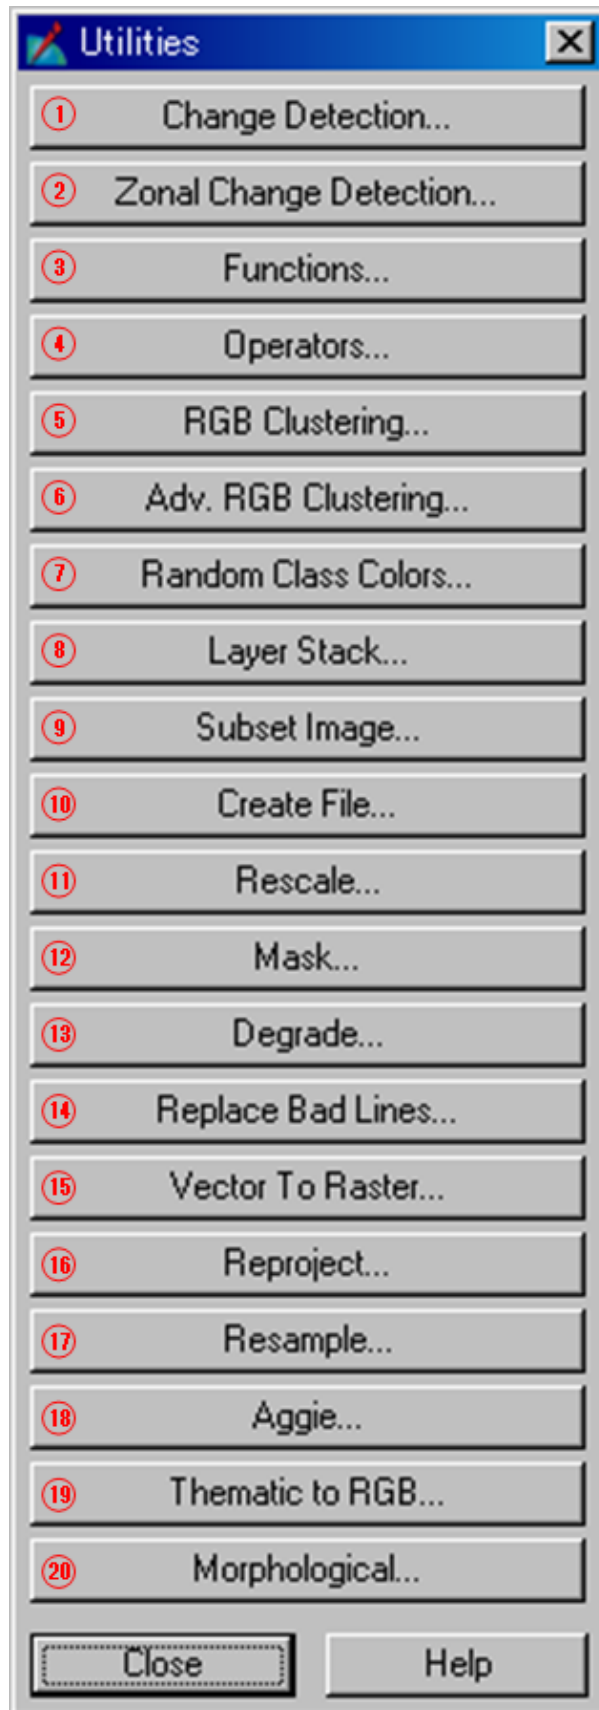 Utilities
① Change Detection...
② Zonal Change Detection...
③ Functions...
④ Operators...
⑤ RGB Clustering...
⑥ Adv. RGB Clustering...
⑦ Random Class Colors...
⑧ Layer Stack...
⑨ Subset Image...
⑩ Create File...
⑪ Rescale...
⑫ Mask...
⑬ Degrade...
⑭ Replace Bad Lines...
⑮ Vector To Raster...
⑯ Reproject...
⑰ Resample...
⑱ Aggie...
⑲ Thematic to RGB...
⑳ Morphological...
Close Help